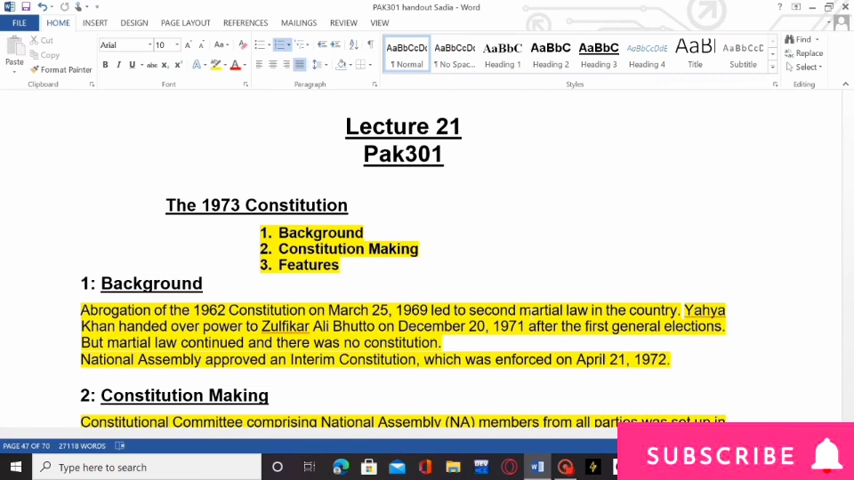 PAK301 handout Sadia - Word
FILE HOME INSERT DESIGN PAGE LAYOUT REFERENCES MAILINGS REVIEW VIEW
Cut
Copy
Format Painter
Paste
Arial 10
Find
Replace
Select
AaBbCcDc AaBbCcDc AaBbC AaBbCc AaBbCc AaBbCcDdE AaBl AaBbCcD
¶ Normal ¶ No Spac... Heading 1 Heading 2 Heading 3 Heading 4 Title Subtitle
Clipboard Font Paragraph Styles Editing
Lecture 21
Pak301
The 1973 Constitution
1. Background
2. Constitution Making
3. Features
1: Background
Abrogation of the 1962 Constitution on March 25, 1969 led to second martial law in the country. Yahya
Khan handed over power to Zulfikar Ali Bhutto on December 20, 1971 after the first general elections.
But martial law continued and there was no constitution.
National Assembly approved an Interim Constitution, which was enforced on April 21, 1972.
2: Constitution Making
Constitutional Committee comprising National Assembly (NA) members from all parties was set up in
PAGE 47 OF 70 27118 WORDS
Type here to search
SUBSCRIBE